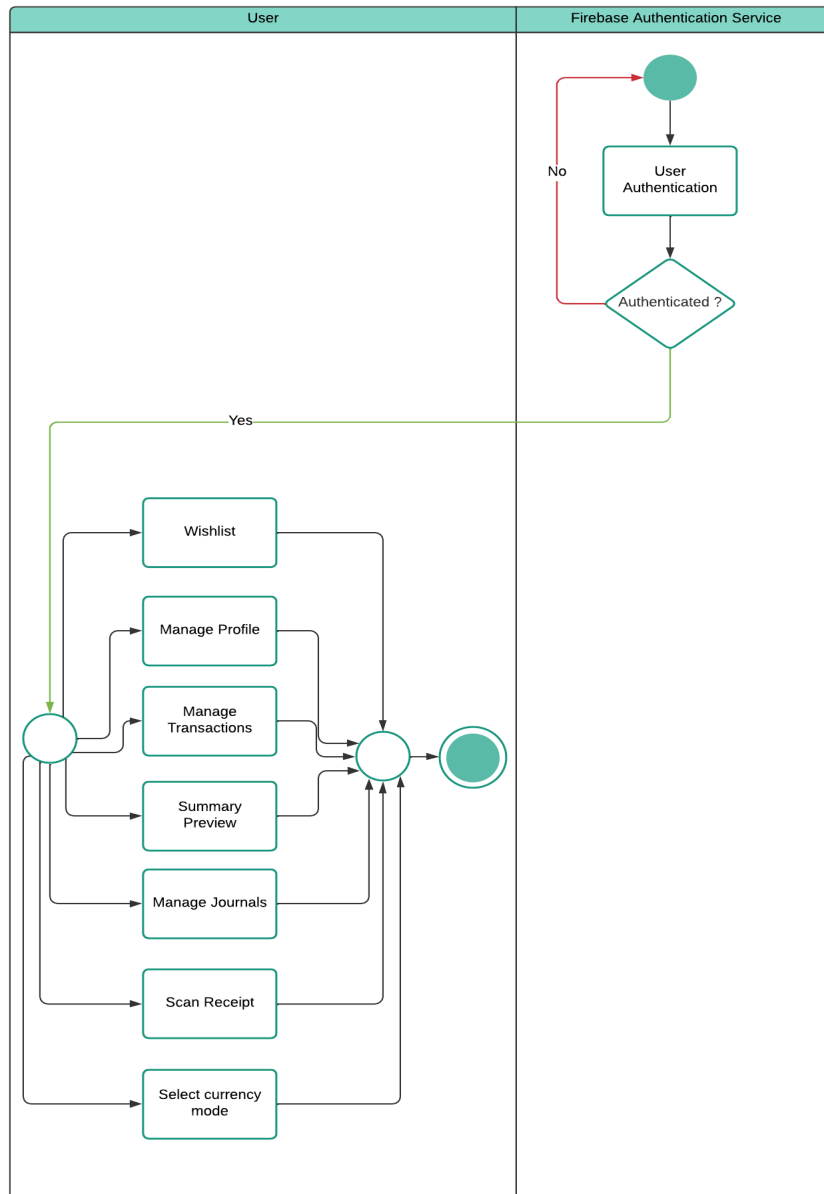 User
Firebase Authentication Service
User
Authentication
No
Authenticated ?
Yes
Wishlist
Manage Profile
Manage
Transactions
Summary
Preview
Manage Journals
Scan Receipt
Select currency
mode